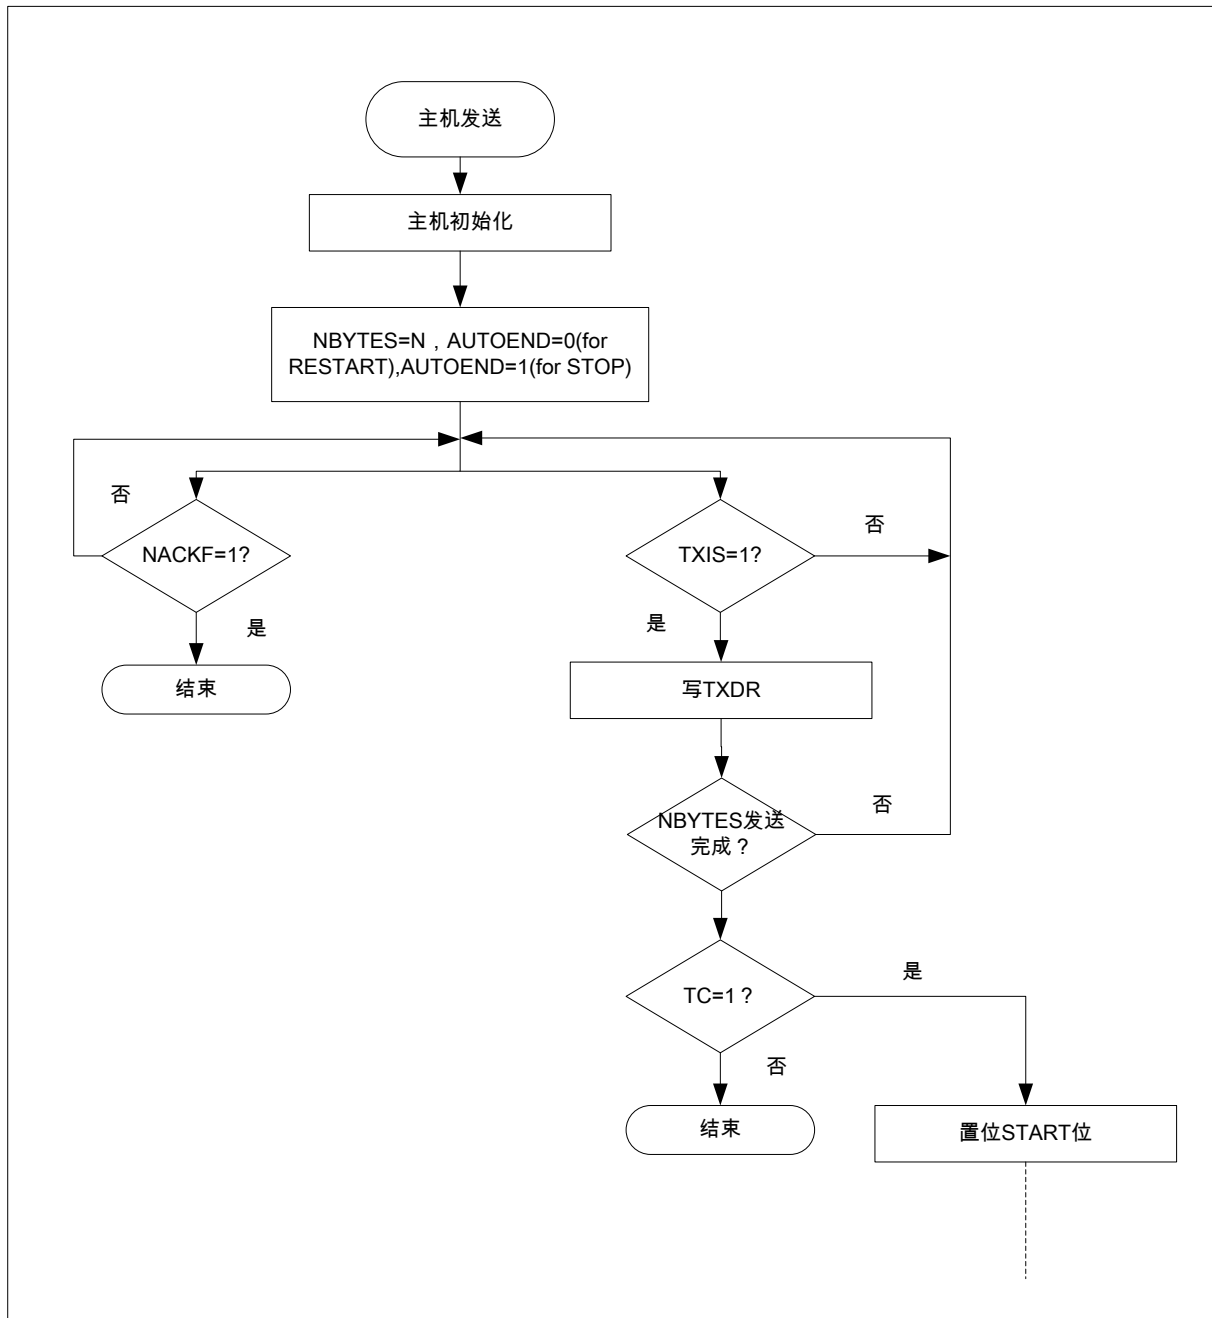 主机发送
主机初始化
NBYTES=N，AUTOEND=0(for
RESTART),AUTOEND=1(for STOP)
否
NACKF=1?
是
结束
TXIS=1?
否
是
写TXDR
NBYTES发送
完成？
否
TC=1？
是
否
结束
置位START位